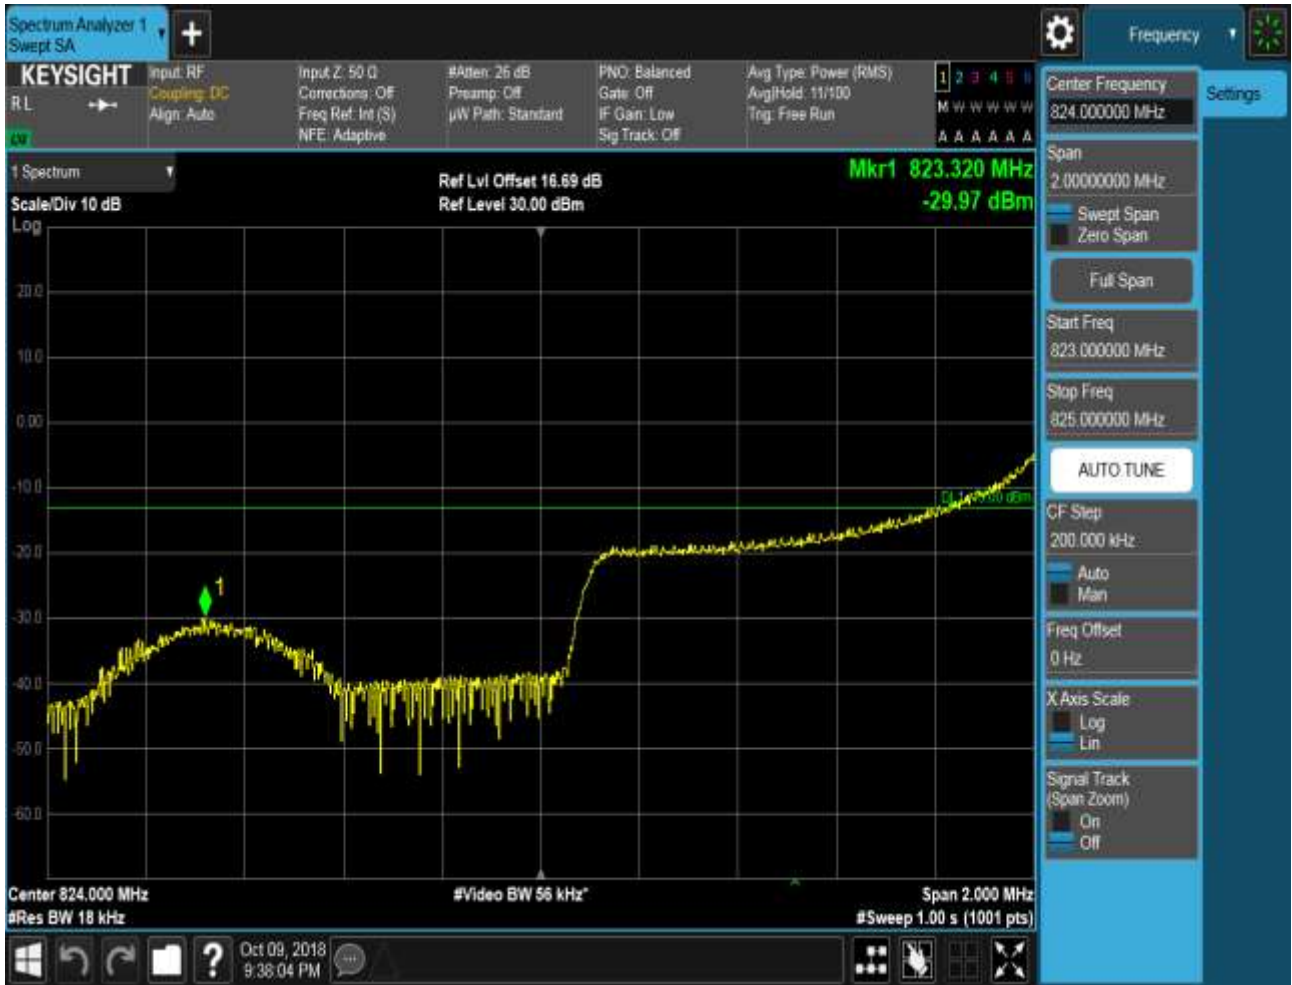 Spectrum Analyzer 1
Swept SA
Frequency
KEYSIGHT
RL
Input: RF
Coupling: DC
Align: Auto
Input Z: 50 Ω
Corrections: Off
Freq Ref: Int (S)
NFE: Adaptive
#Atten: 26 dB
Preamp: Off
µW Path: Standard
PNO: Balanced
Gate: Off
IF Gain: Low
Sig Track: Off
Avg Type: Power (RMS)
Avg|Hold: 11/100
Trig: Free Run
1 2 3 4 5 6
M W W W W W
A A A A A A
1 Spectrum
Scale/Div 10 dB
Log
Ref Lvl Offset 16.69 dB
Ref Level 30.00 dBm
Mkr1 823.320 MHz
-29.97 dBm
20.0
10.0
0.00
-10.0
-20.0
-30.0
-40.0
-50.0
-60.0
1
Center 824.000 MHz
#Res BW 18 kHz
#Video BW 56 kHz*
Span 2.000 MHz
#Sweep 1.00 s (1001 pts)
Center Frequency
824.000000 MHz
Settings
Span
2.00000000 MHz
Swept Span
Zero Span
Full Span
Start Freq
823.000000 MHz
Stop Freq
825.000000 MHz
AUTO TUNE
CF Step
200.000 kHz
Auto
Man
Freq Offset
0 Hz
X Axis Scale
Log
Lin
Signal Track
(Span Zoom)
On
Off
?
Oct 09, 2018
9:38:04 PM